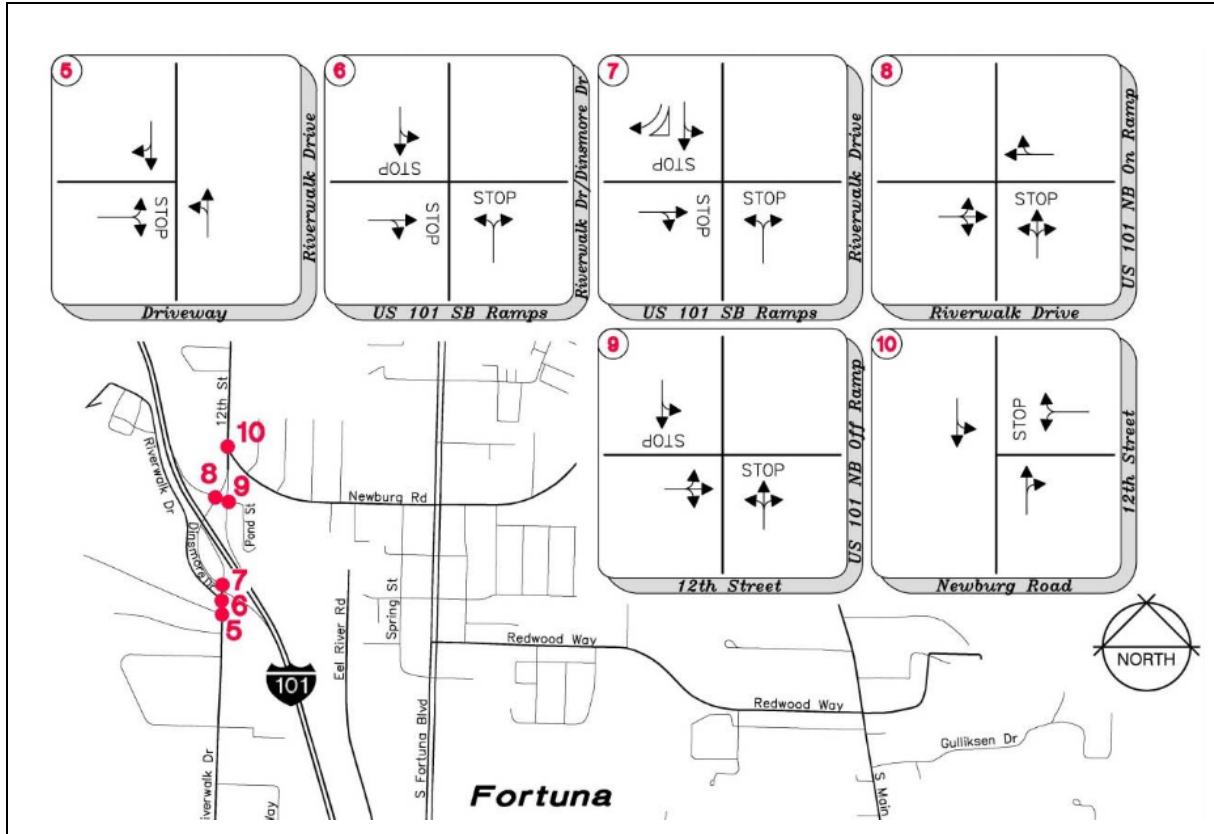 5
STOP
Riverwalk Drive
Driveway
6
STOP
STOP
STOP
Riverwalk Dr/Dinsmore Dr
US 101 SB Ramps
7
STOP
STOP
STOP
Riverwalk Drive
US 101 SB Ramps
8
STOP
US 101 NB On Ramp
Riverwalk Drive
9
STOP
STOP
US 101 NB Off Ramp
12th Street
10
STOP
12th Street
Newburg Road
12th St
10
Riverwalk Dr
8
9
Newburg Rd
Pond St
Dinsmore Dr
7
6
5
Spring St
Eel River Rd
Redwood Way
NORTH
101
S Fortuna Blvd
Redwood Way
Gulliksen Dr
Riverwalk Dr
Way
Fortuna
S Main